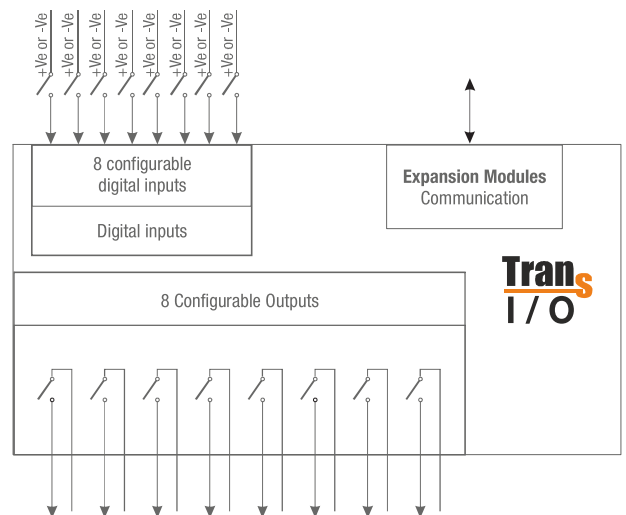 +Ve or -Ve +Ve or -Ve +Ve or -Ve +Ve or -Ve +Ve or -Ve +Ve or -Ve +Ve or -Ve +Ve or -Ve
8 configurable
digital inputs
Digital inputs
Expansion Modules
Communication
8 Configurable Outputs
Trans
I / O